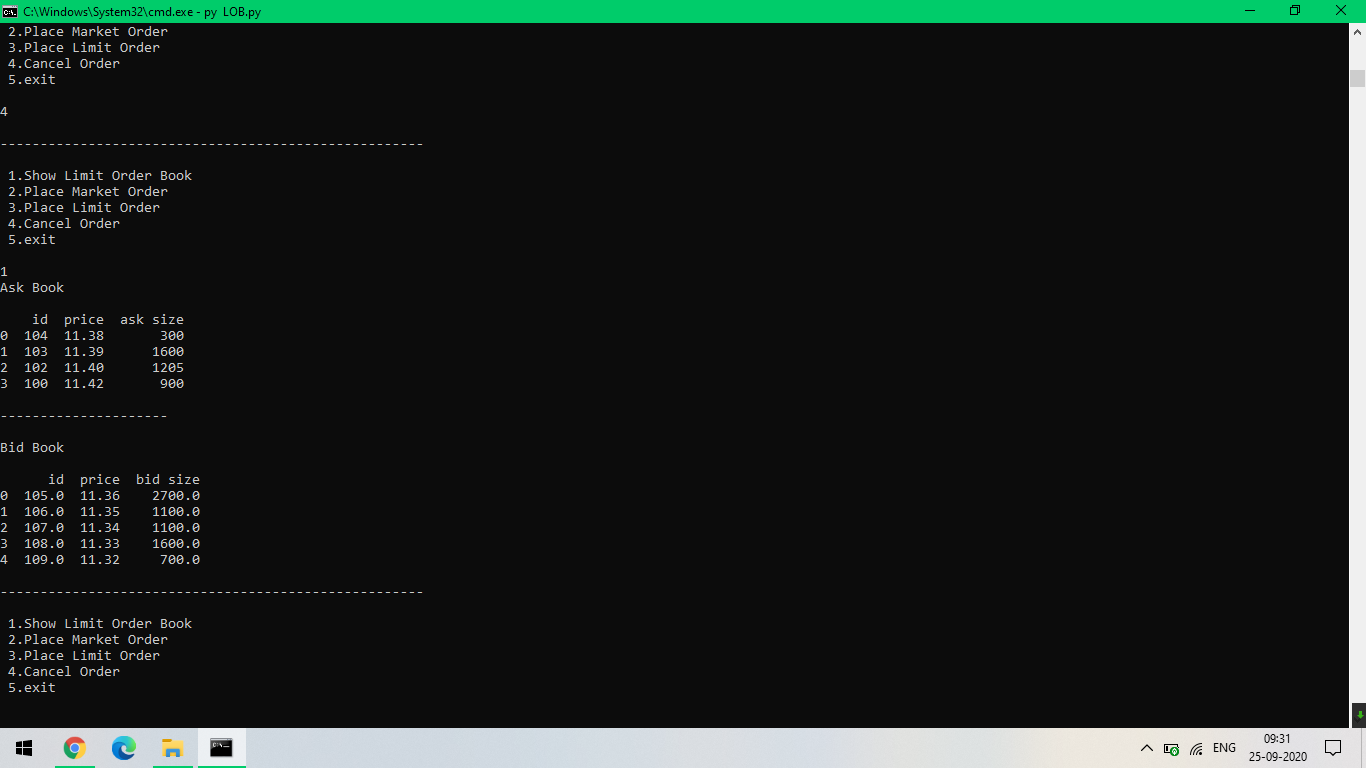 C:\Windows\System32\cmd.exe - py LOB.py
2.Place Market Order
3.Place Limit Order
4.Cancel Order
5.exit
4
-----------------------------------------------------
1.Show Limit Order Book
2.Place Market Order
3.Place Limit Order
4.Cancel Order
5.exit
1
Ask Book
id price ask size
0 104 11.38 300
1 103 11.39 1600
2 102 11.40 1205
3 100 11.42 900
---------------------
Bid Book
id price bid size
0 105.0 11.36 2700.0
1 106.0 11.35 1100.0
2 107.0 11.34 1100.0
3 108.0 11.33 1600.0
4 109.0 11.32 700.0
-----------------------------------------------------
1.Show Limit Order Book
2.Place Market Order
3.Place Limit Order
4.Cancel Order
5.exit
ENG
09:31
25-09-2020